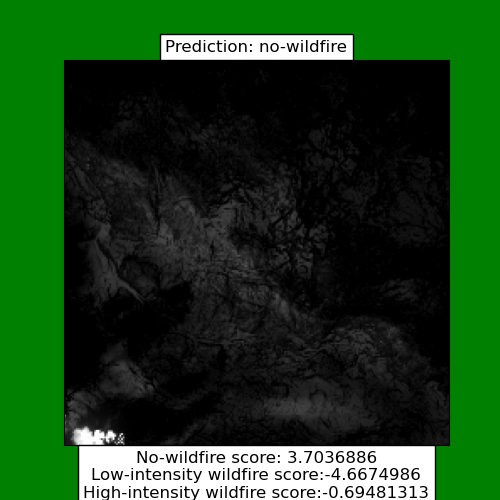 Prediction: no-wildfire
No-wildfire score: 3.7036886
Low-intensity wildfire score:-4.6674986
High-intensity wildfire score:-0.69481313